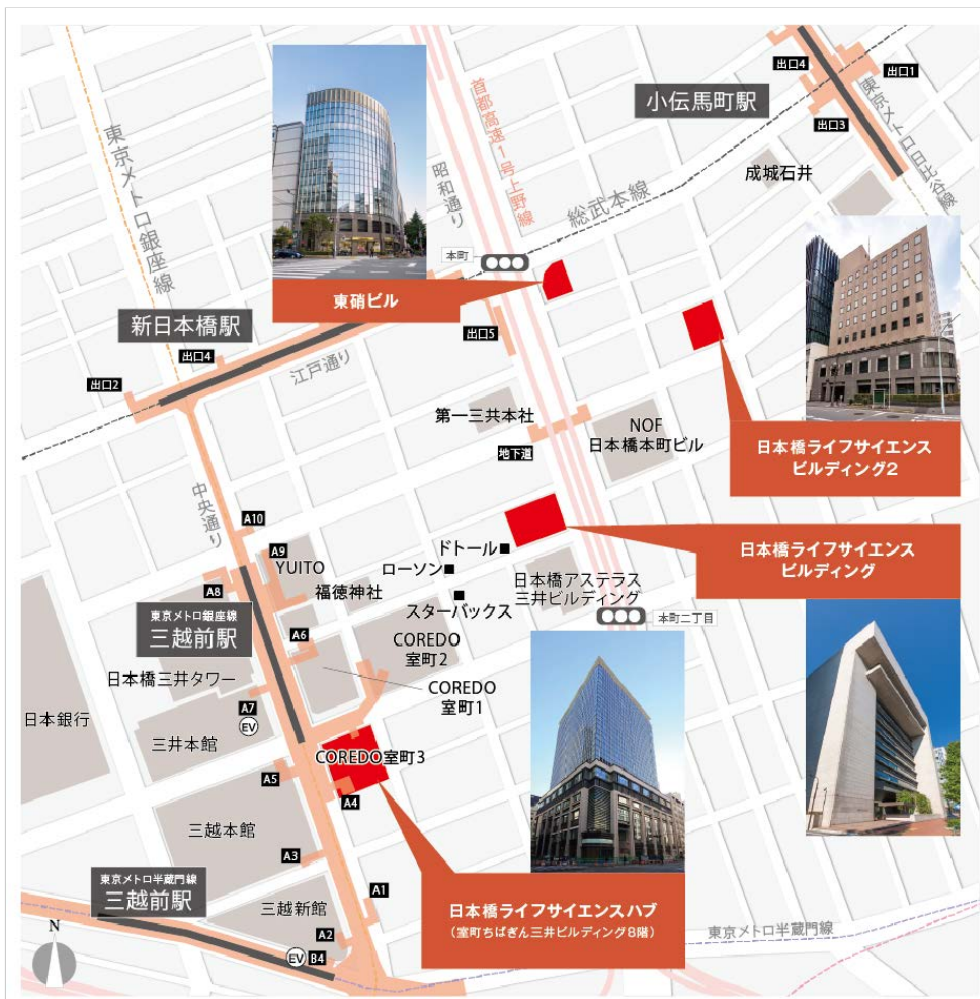 出口4
出口1
小伝馬町駅
出口3
東京メトロ日比谷線
成城石井
首都高速1号上野線
昭和通り
総武本線
東京メトロ銀座線
本町
東硝ビル
新日本橋駅
出口4
出口2
江戸通り
出口5
第一三共本社
NOF
日本橋本町ビル
地下道
日本橋ライフサイエンス
ビルディング2
中央通り
A10
A9
YUITO
ドトール
ローソン
スターバックス
福徳神社
日本橋アステラス
三井ビルディング
日本橋ライフサイエンス
ビルディング
本町二丁目
A8
東京メトロ銀座線
三越前駅
A6
COREDO
室町2
COREDO
室町1
日本橋三井タワー
A7
EV
日本銀行
三井本館
COREDO室町3
A5
A4
三越本館
A3
東京メトロ半蔵門線
三越前駅
A1
三越新館
A2
EV
B4
N
日本橋ライフサイエンスハブ
(室町ちばぎん三井ビルディング8階)
東京メトロ半蔵門線